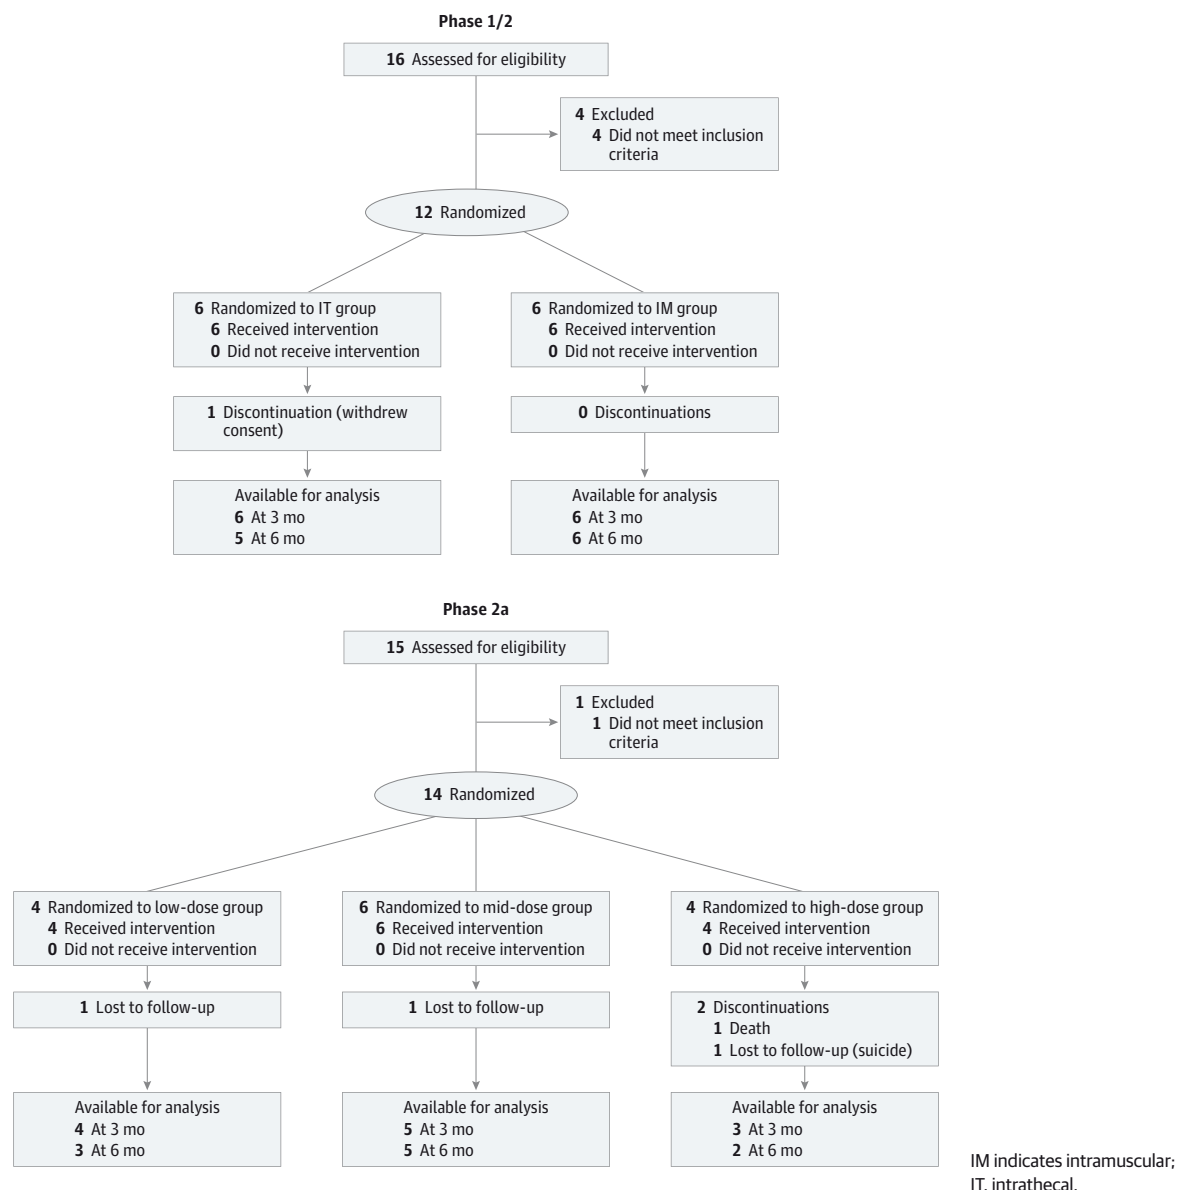 Phase 1/2
16 Assessed for eligibility
4 Excluded
4 Did not meet inclusion
criteria
12 Randomized
6 Randomized to IT group
6 Received intervention
0 Did not receive intervention
6 Randomized to IM group
6 Received intervention
0 Did not receive intervention
1 Discontinuation (withdrew
consent)
0 Discontinuations
Available for analysis
6 At 3 mo
5 At 6 mo
Available for analysis
6 At 3 mo
6 At 6 mo
Phase 2a
15 Assessed for eligibility
1 Excluded
1 Did not meet inclusion
criteria
14 Randomized
4 Randomized to low-dose group
4 Received intervention
0 Did not receive intervention
6 Randomized to mid-dose group
6 Received intervention
0 Did not receive intervention
4 Randomized to high-dose group
4 Received intervention
0 Did not receive intervention
1 Lost to follow-up
1 Lost to follow-up
2 Discontinuations
1 Death
1 Lost to follow-up (suicide)
Available for analysis
4 At 3 mo
3 At 6 mo
Available for analysis
5 At 3 mo
5 At 6 mo
Available for analysis
3 At 3 mo
2 At 6 mo
IM indicates intramuscular;
IT, intrathecal.